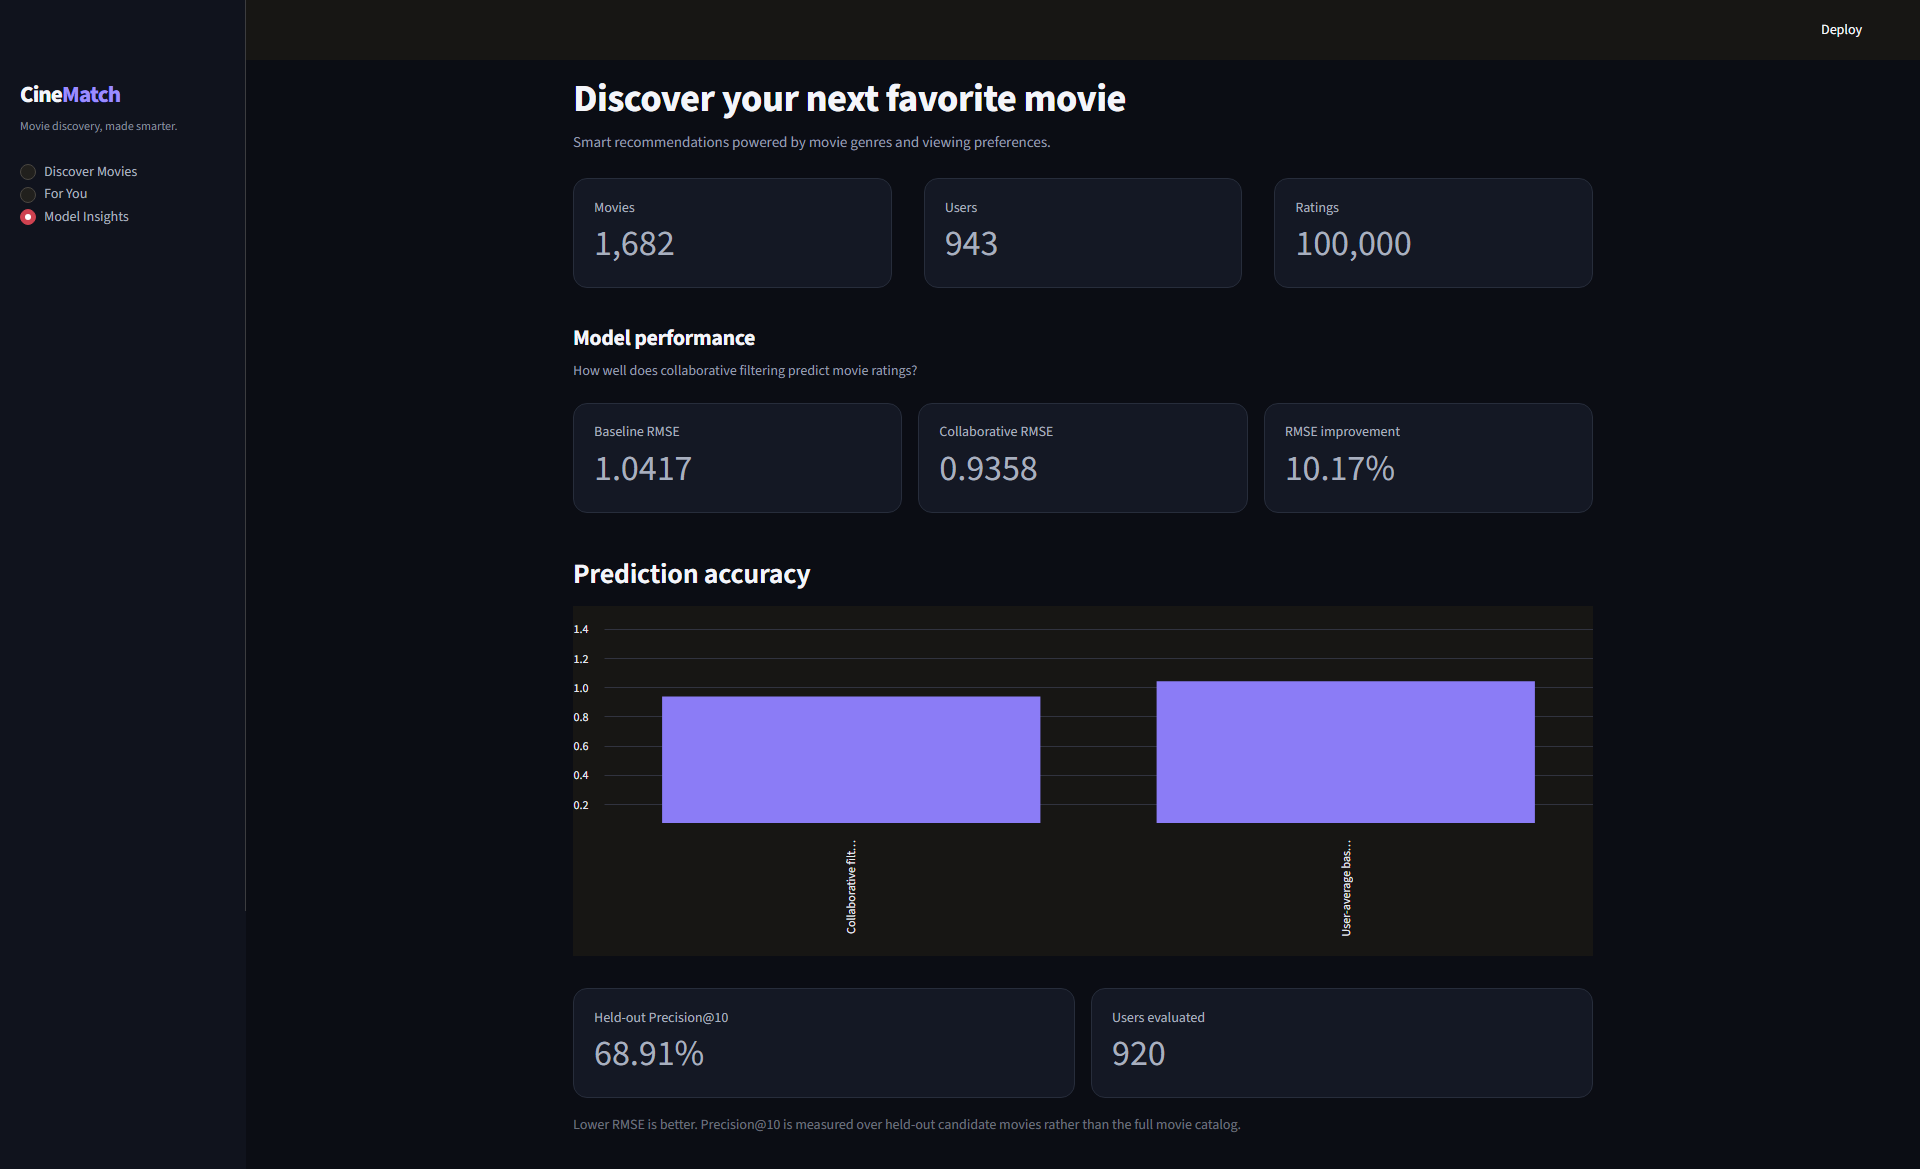 Deploy
CineMatch
Movie discovery, made smarter.
Discover Movies
For You
Model Insights
Discover your next favorite movie
Smart recommendations powered by movie genres and viewing preferences.
Movies
1,682
Users
943
Ratings
100,000
Model performance
How well does collaborative filtering predict movie ratings?
Baseline RMSE
1.0417
Collaborative RMSE
0.9358
RMSE improvement
10.17%
Prediction accuracy
1.4
1.2
1.0
0.8
0.6
0.4
0.2
Collaborative filt…
User-average bas…
Held-out Precision@10
68.91%
Users evaluated
920
Lower RMSE is better. Precision@10 is measured over held-out candidate movies rather than the full movie catalog.